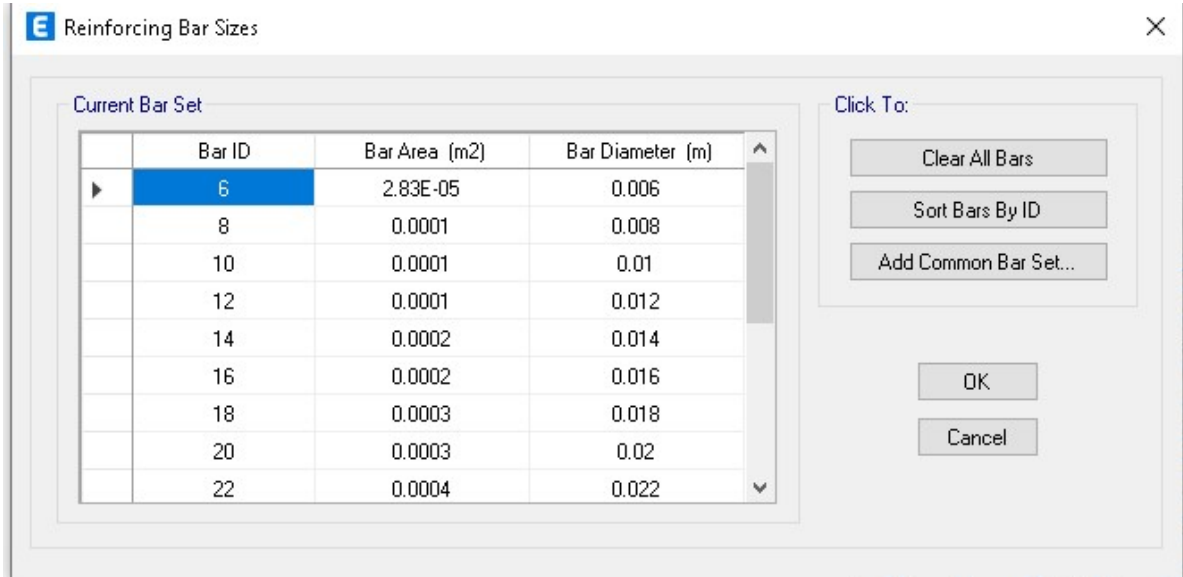 E Reinforcing Bar Sizes
Current Bar Set
Bar ID Bar Area (m2) Bar Diameter (m)
6 2.83E-05 0.006
8 0.0001 0.008
10 0.0001 0.01
12 0.0001 0.012
14 0.0002 0.014
16 0.0002 0.016
18 0.0003 0.018
20 0.0003 0.02
22 0.0004 0.022
Click To:
Clear All Bars
Sort Bars By ID
Add Common Bar Set...
OK
Cancel